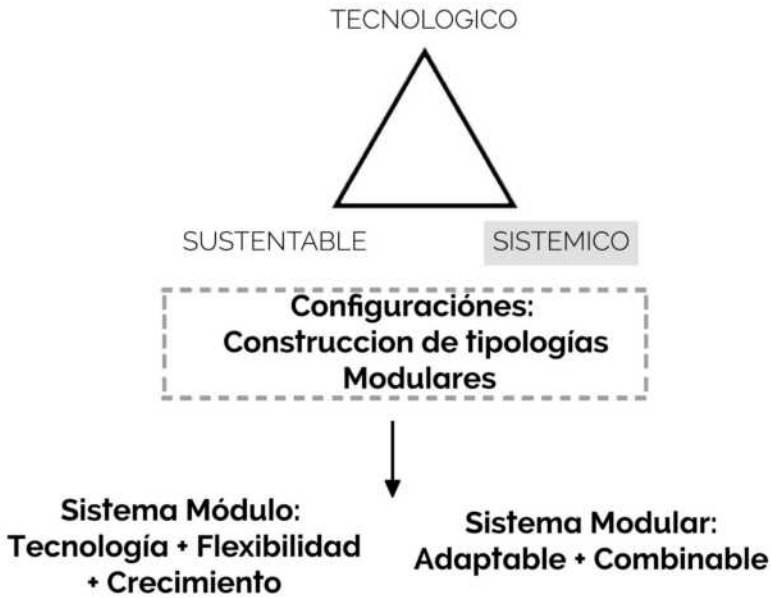 TECNOLOGICO
SUSTENTABLE
SISTEMICO
Configuraciónes:
Construccion de tipologías
Modulares
Sistema Módulo:
Tecnología + Flexibilidad
+ Crecimiento
Sistema Modular:
Adaptable + Combinable